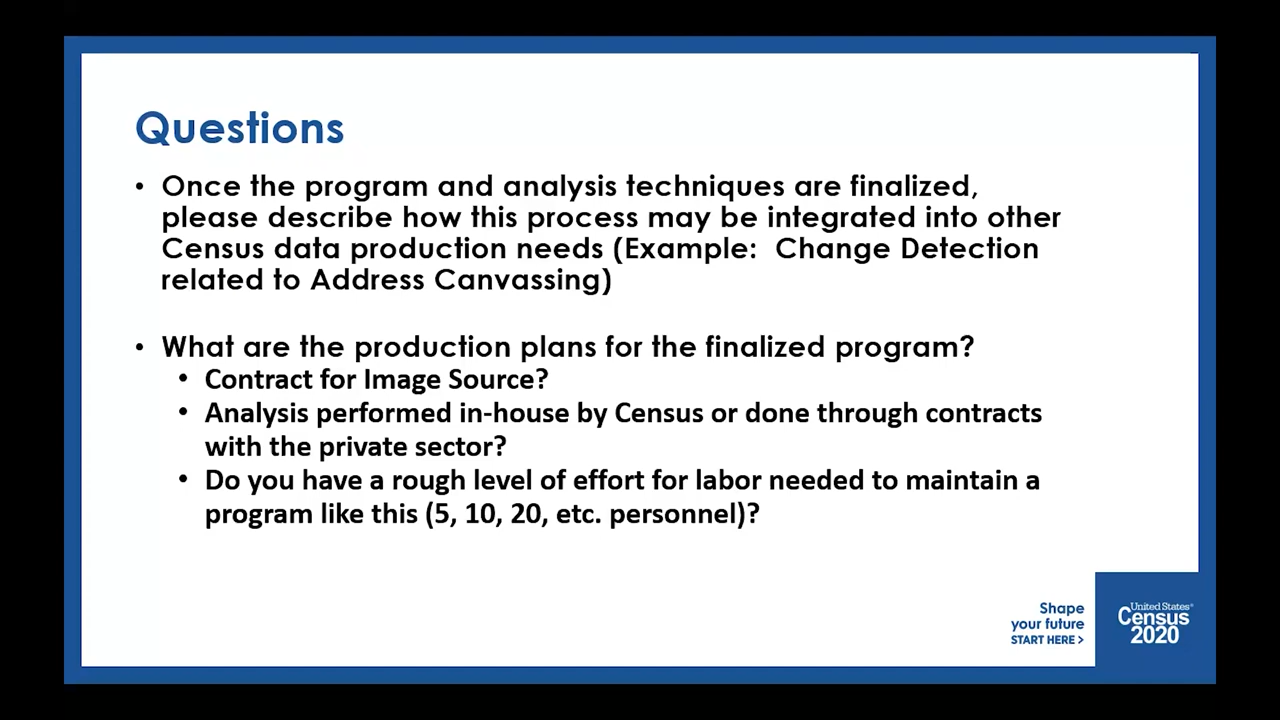 Questions
• Once the program and analysis techniques are finalized,
please describe how this process may be integrated into other
Census data production needs (Example:  Change Detection
related to Address Canvassing)
• What are the production plans for the finalized program?
• Contract for Image Source?
• Analysis performed in-house by Census or done through contracts
with the private sector?
• Do you have a rough level of effort for labor needed to maintain a
program like this (5, 10, 20, etc. personnel)?
Shape
your future
START HERE >
United States®
Census
2020